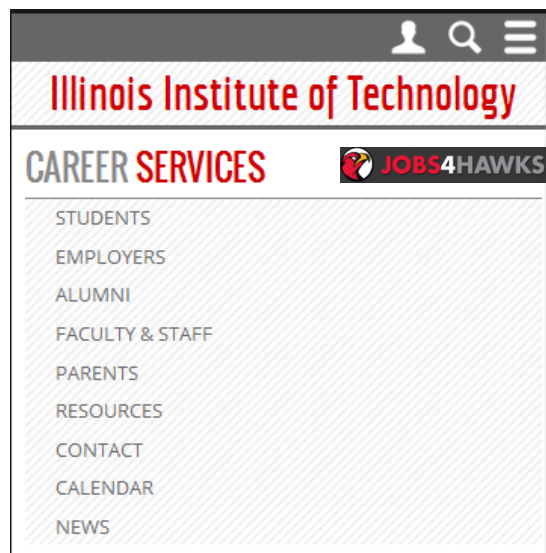 Illinois Institute of Technology
CAREER SERVICES JOBS4HAWKS
STUDENTS
EMPLOYERS
ALUMNI
FACULTY & STAFF
PARENTS
RESOURCES
CONTACT
CALENDAR
NEWS